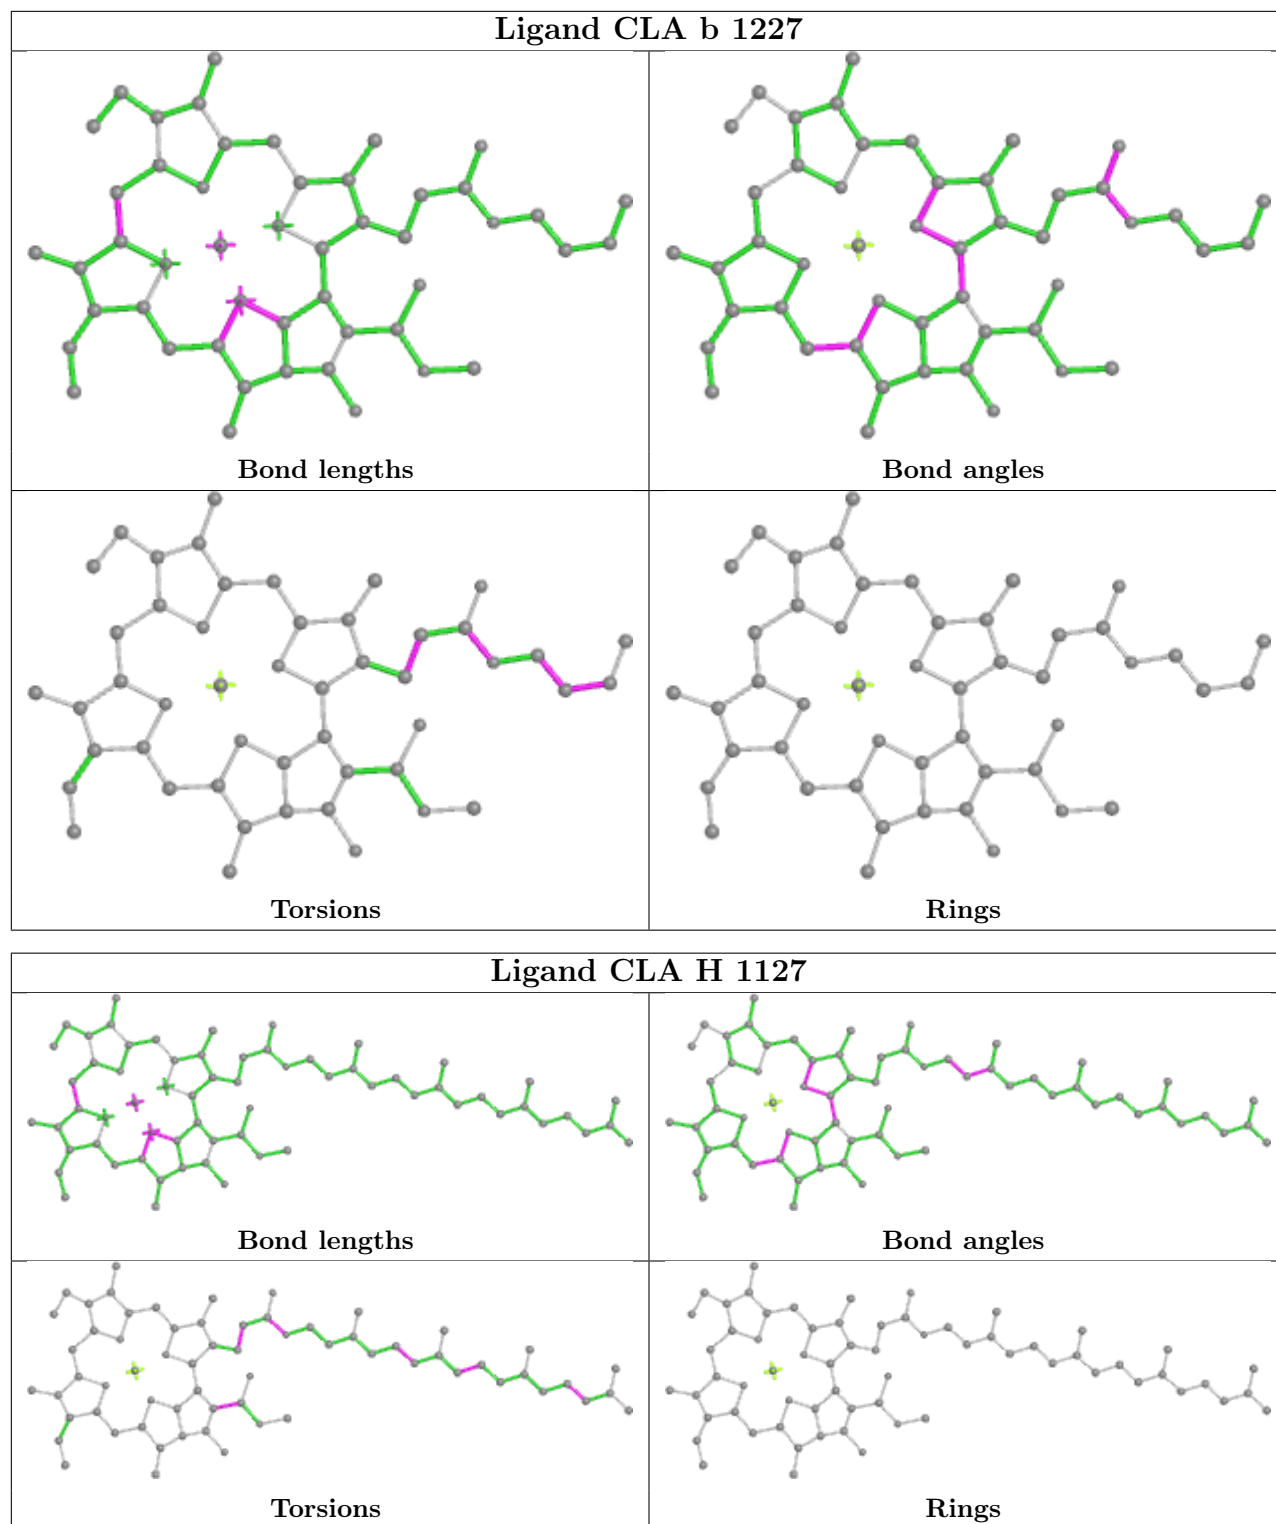 Ligand CLA b 1227
Bond lengths
Bond angles
Torsions
Rings
Ligand CLA H 1127
Bond lengths
Bond angles
Torsions
Rings